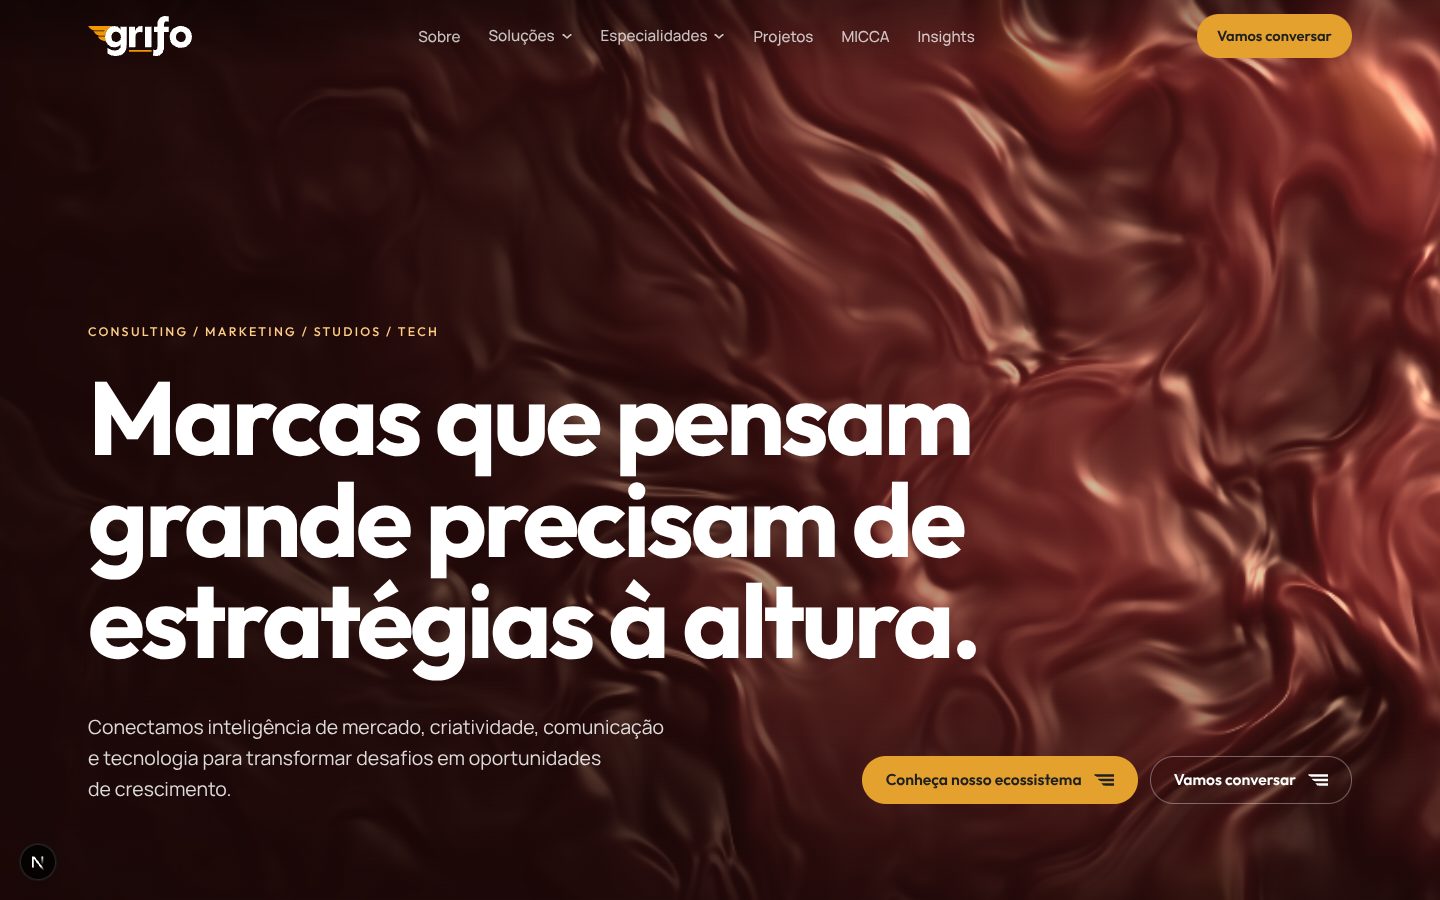 grifo
Sobre
Soluções
Especialidades
Projetos
MICCA
Insights
Vamos conversar
CONSULTING / MARKETING / STUDIOS / TECH
Marcas que pensam
grande precisam de
estratégias à altura.
Conectamos inteligência de mercado, criatividade, comunicação
e tecnologia para transformar desafios em oportunidades
de crescimento.
Conheça nosso ecossistema
Vamos conversar
N